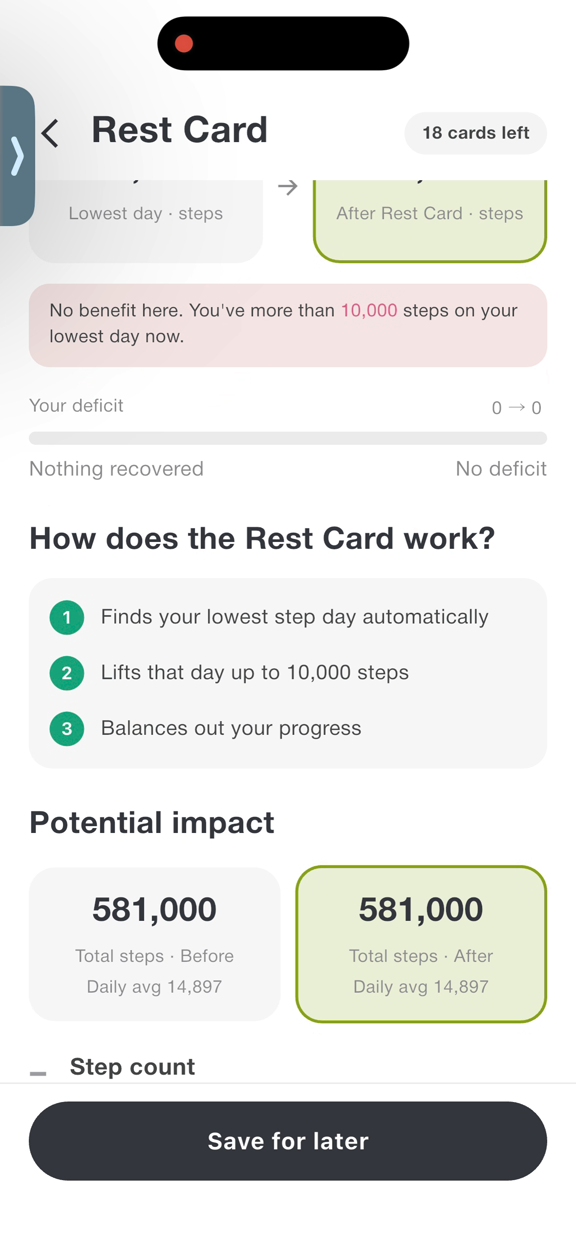 Rest Card
18 cards left
Lowest day · steps
→
After Rest Card · steps
No benefit here. You've more than 10,000 steps on your
lowest day now.
Your deficit
0 → 0
Nothing recovered
No deficit
How does the Rest Card work?
1 Finds your lowest step day automatically
2 Lifts that day up to 10,000 steps
3 Balances out your progress
Potential impact
581,000
Total steps · Before
Daily avg 14,897
581,000
Total steps · After
Daily avg 14,897
Step count
Save for later